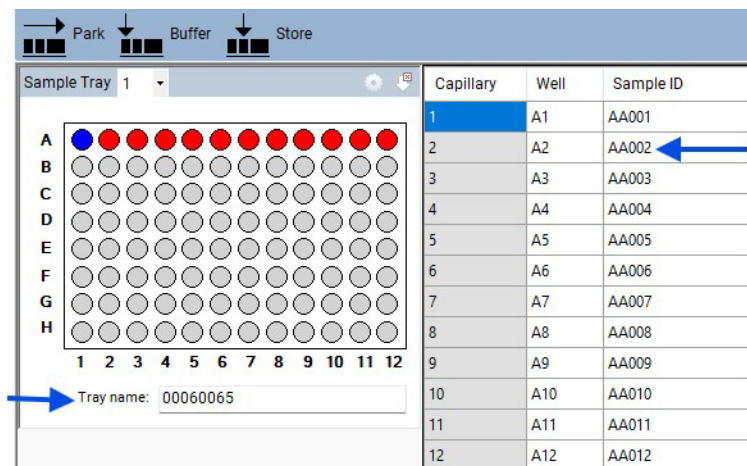 Park Buffer Store
Sample Tray 1
A
B
C
D
E
F
G
H
1 2 3 4 5 6 7 8 9 10 11 12
Tray name: 00060065
Capillary Well Sample ID
1 A1 AA001
2 A2 AA002
3 A3 AA003
4 A4 AA004
5 A5 AA005
6 A6 AA006
7 A7 AA007
8 A8 AA008
9 A9 AA009
10 A10 AA010
11 A11 AA011
12 A12 AA012